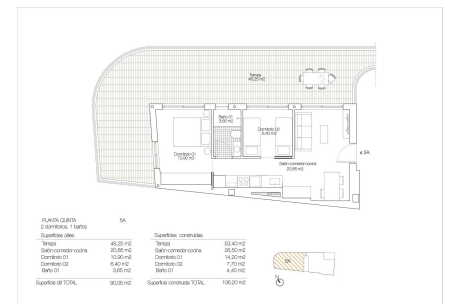 Terraza
48,25 m2
Baño 01
3,65 m2
Dormitorio 02
6,40 m2
Dormitorio 01
10,90 m2
Salón-comedor-cocina
20,86 m2
5A
PLANTA QUINTA 5A
2 dormitorios, 1 baños
Superficies útiles
Terraza 48,25 m2
Salón-comedor-cocina 20,86 m2
Dormitorio 01 10,90 m2
Dormitorio 02 6,40 m2
Baño 01 3,65 m2
Superficie útil TOTAL 90,05 m2
Superficies construidas
Terraza 53,40 m2
Salón-comedor-cocina 26,50 m2
Dormitorio 01 14,20 m2
Dormitorio 02 7,70 m2
Baño 01 4,40 m2
Superficie construida TOTAL 106,20 m2
5A
N